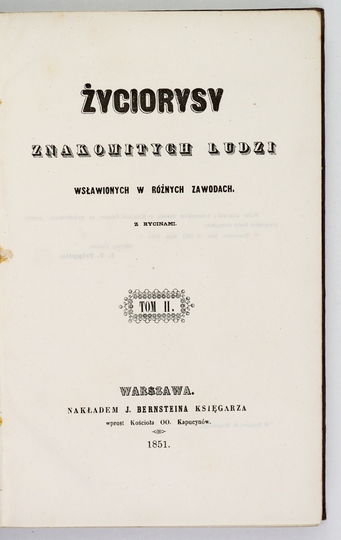 ŻYCIORYSY
ZNAKOMITYCH LUDZI
WSŁAWIONYCH W RÓŻNYCH ZAWODACH.
Z RYCINAMI.
TOM II.
WARSZAWA.
NAKŁADEM J. BERNSTEINA KSIĘGARZA
wprost Kościoła OO. Kapucynów.
1851.